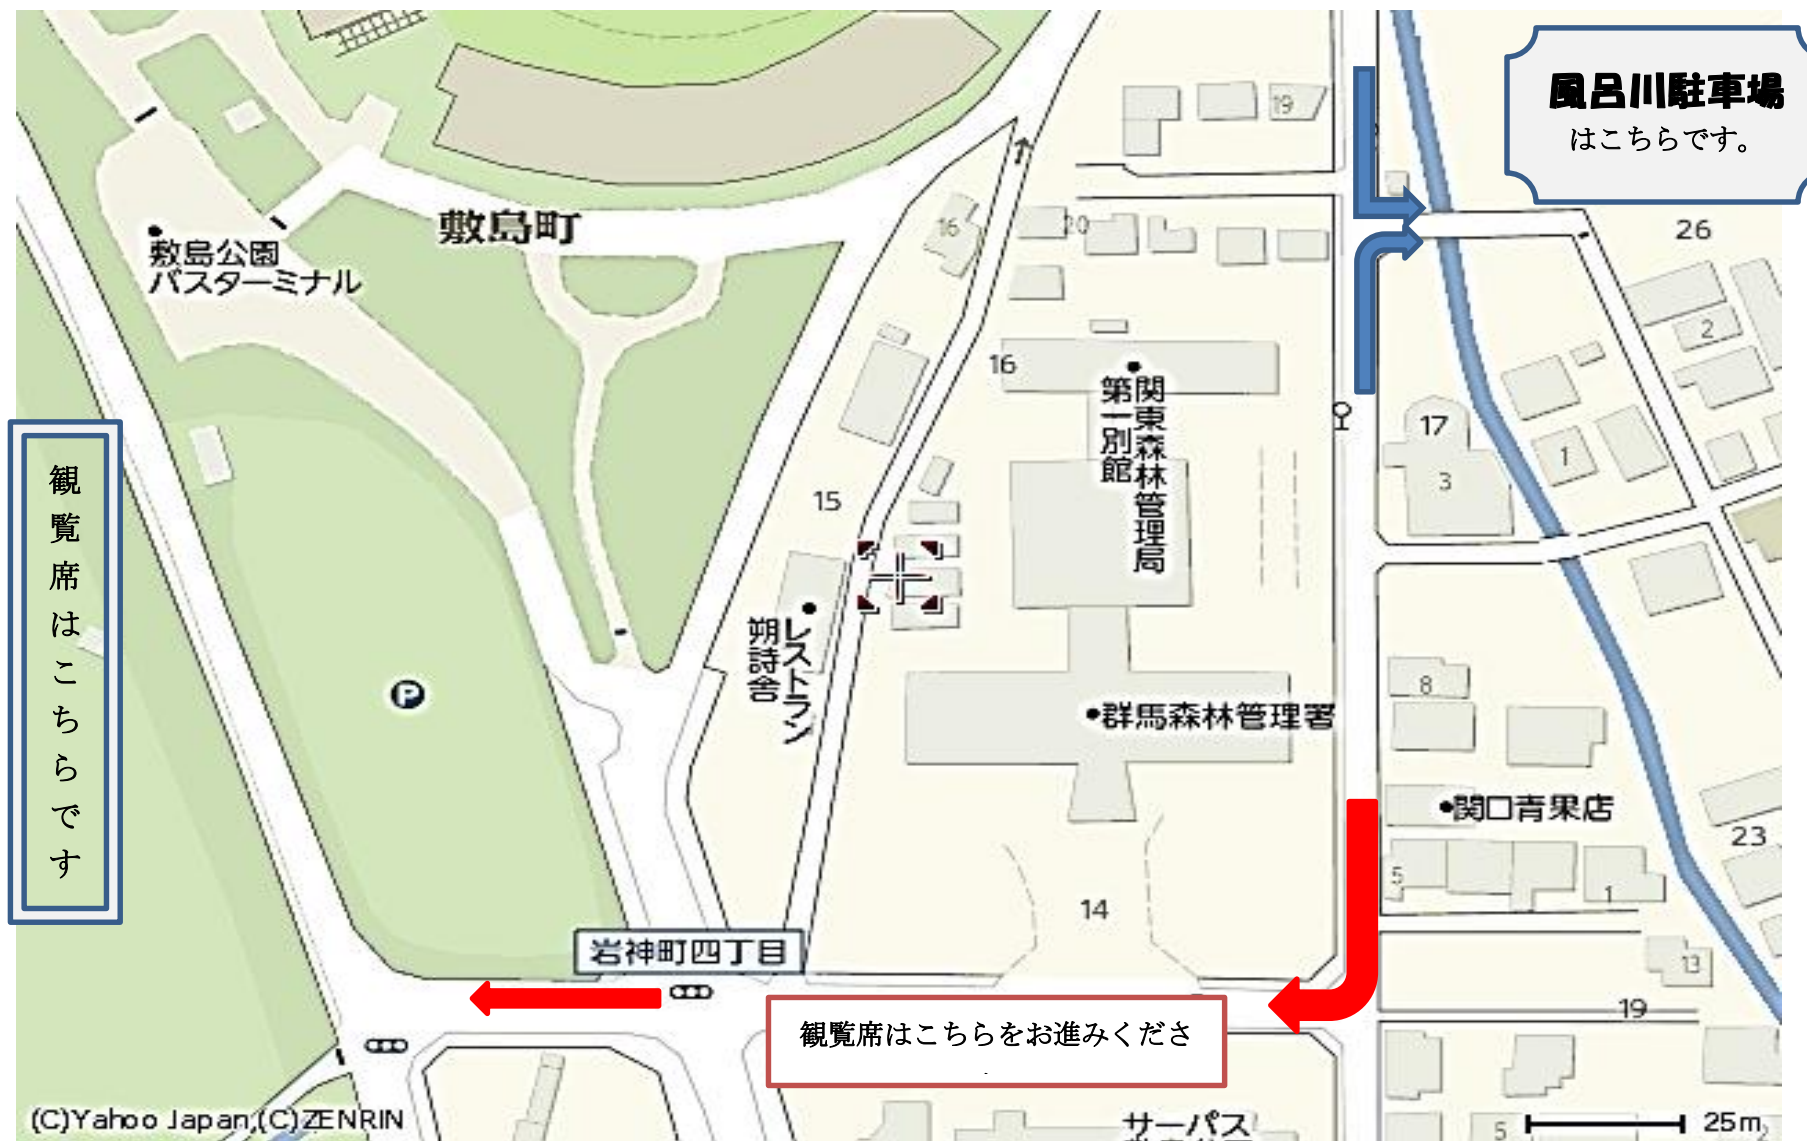 風呂川駐車場
はこちらです。
19
敷島町
敷島公園
バスターミナル
16
20
26
2
16
関東森林管理局
第一別館
17
3
1
15
観覧席はこちらです
レストラン
朔詩舎
P
群馬森林管理署
8
関口青果店
23
5
1
14
岩神町四丁目
13
19
観覧席はこちらをお進みくださ
(C)Yahoo Japan,(C)ZENRIN
サーパス
5
25m
2